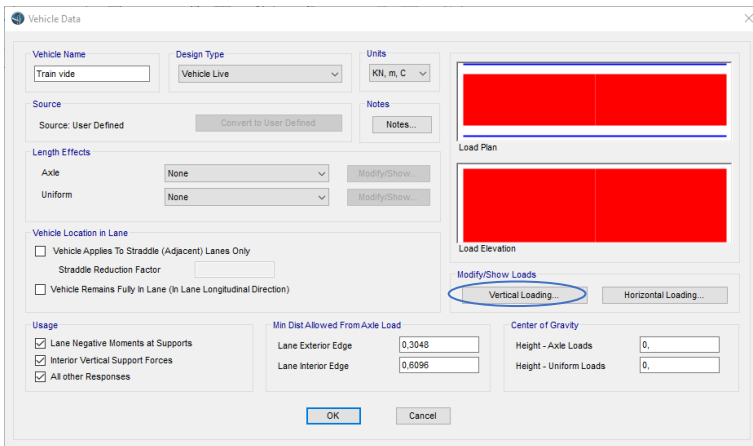 Vehicle Data
Vehicle Name
Design Type
Units
Train vide
Vehicle Live
KN, m, C
Source
Notes
Source: User Defined
Convert to User Defined
Notes...
Load Plan
Length Effects
Axle
None
Modify/Show...
Uniform
None
Modify/Show...
Load Elevation
Vehicle Location in Lane
Vehicle Applies To Straddle (Adjacent) Lanes Only
Straddle Reduction Factor
Vehicle Remains Fully In Lane (In Lane Longitudinal Direction)
Modify/Show Loads
Vertical Loading...
Horizontal Loading...
Usage
Lane Negative Moments at Supports
Interior Vertical Support Forces
All other Responses
Min Dist Allowed From Axle Load
Lane Exterior Edge
0,3048
Lane Interior Edge
0,6096
Center of Gravity
Height - Axle Loads
0,
Height - Uniform Loads
0,
OK
Cancel